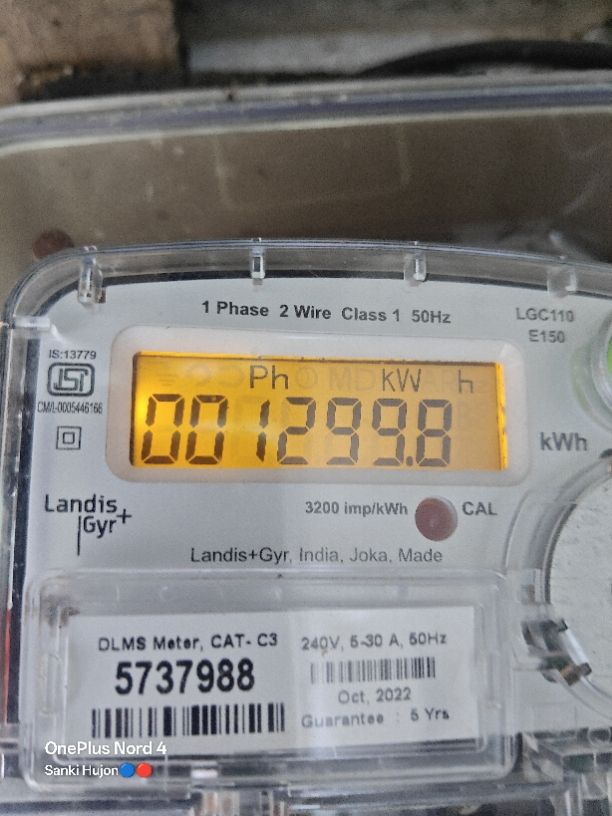 1 Phase 2 Wire Class 1 50Hz
LGC110
E150
IS:13779
ISI
CM/L-0005446166
Ph KW h
001299.8
kWh
Landis
Gyr+
3200 imp/kWh
CAL
Landis+Gyr, India, Joka, Made
DLMS Meter, CAT- C3
5737988
240V, 5-30 A, 50Hz
Oct, 2022
Guarantee : 5 Yrs
OnePlus Nord 4
Sanki Hujon